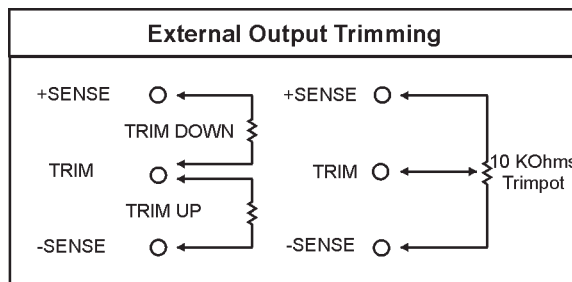 External Output Trimming
+SENSE
TRIM DOWN
TRIM
TRIM UP
-SENSE
+SENSE
TRIM
10 KOhms
Trimpot
-SENSE